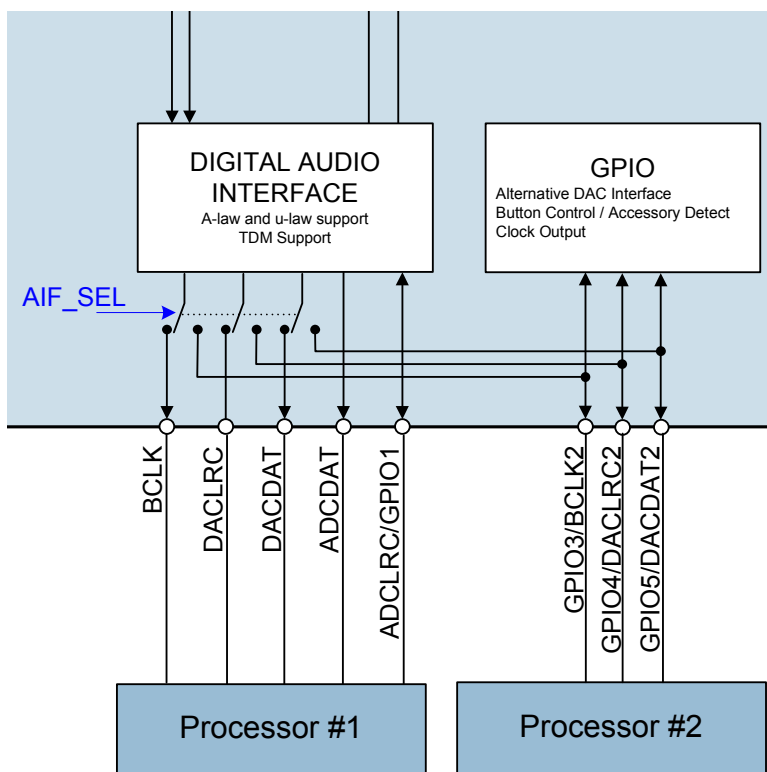 DIGITAL AUDIO
INTERFACE
A-law and u-law support
TDM Support
GPIO
Alternative DAC Interface
Button Control / Accessory Detect
Clock Output
AIF_SEL
BCLK
DACLRC
DACDAT
ADCDAT
ADCLRC/GPIO1
GPIO3/BCLK2
GPIO4/DACLRC2
GPIO5/DACDAT2
Processor #1
Processor #2